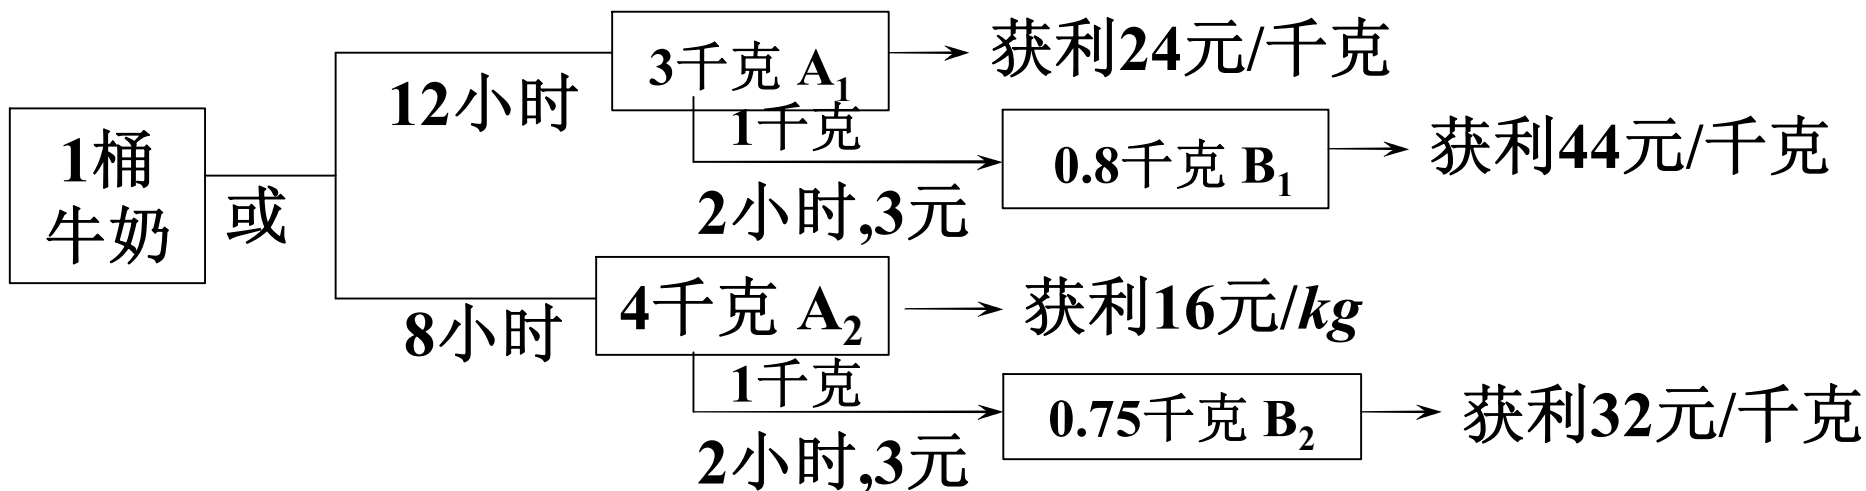 3千克 A₁
获利24元/千克
12小时
1千克
0.8千克 B₁
获利44元/千克
2小时,3元
1桶
牛奶
或
4千克 A₂
获利16元/kg
8小时
1千克
0.75千克 B₂
获利32元/千克
2小时,3元